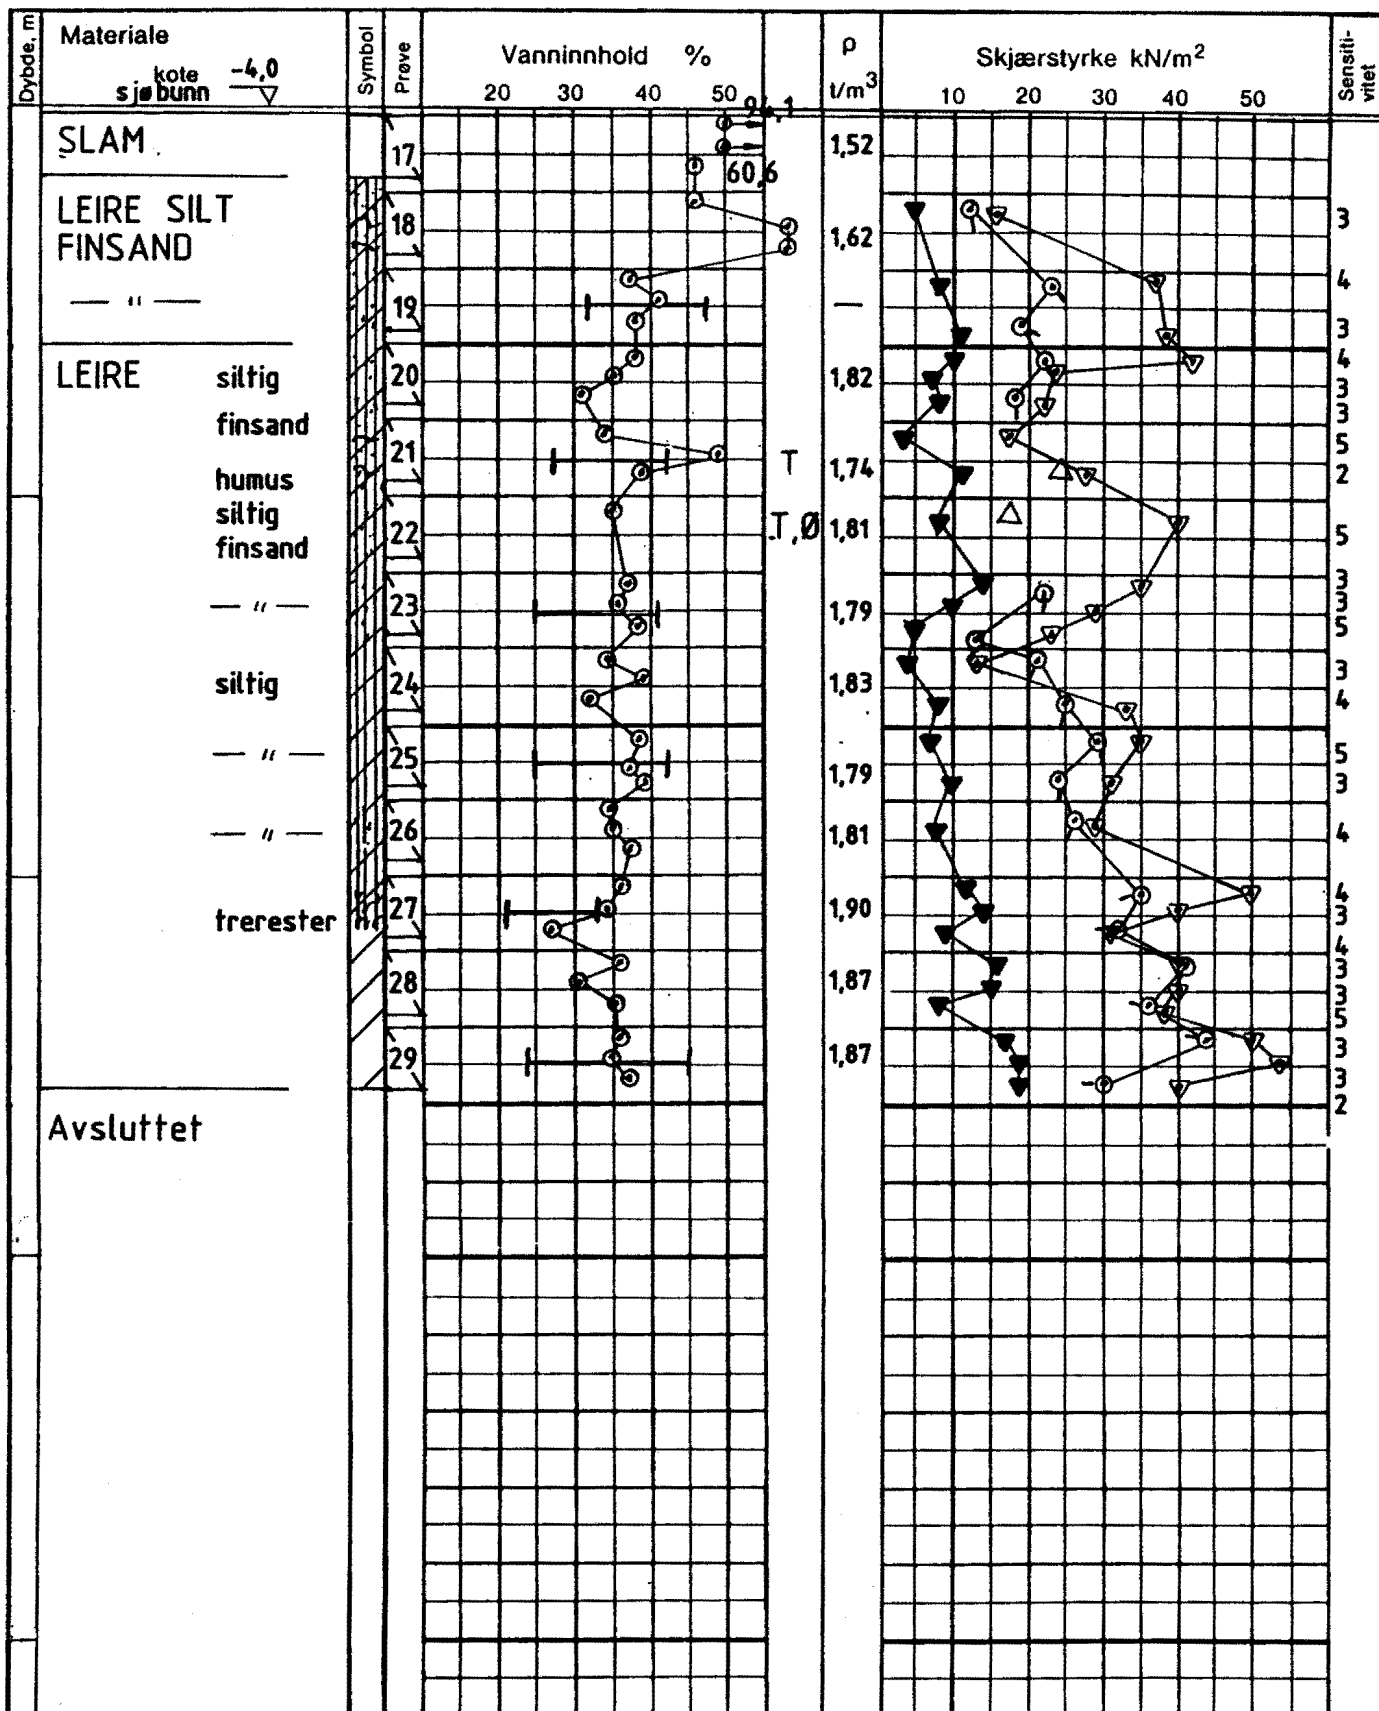 Dybde, m
Materiale
kote -4,0
sjøbunn
Symbol
Prøve
Vanninnhold %
20 30 40 50
ρ
t/m³
Skjærstyrke kN/m²
10 20 30 40 50
Sensiti-
vitet
94,1
SLAM
17
60,6
1,52
LEIRE SILT
FINSAND
18
1,62
3
— " —
19
—
4
3
LEIRE siltig
20
1,82
4
3
3
finsand
21
T
1,74
5
2
humus
siltig
22
T,Ø
1,81
5
finsand
— " —
23
1,79
3
3
5
siltig
24
1,83
3
4
— " —
25
1,79
5
3
— " —
26
1,81
4
trerester
27
1,90
4
3
4
28
1,87
3
3
5
29
1,87
3
3
2
Avsluttet